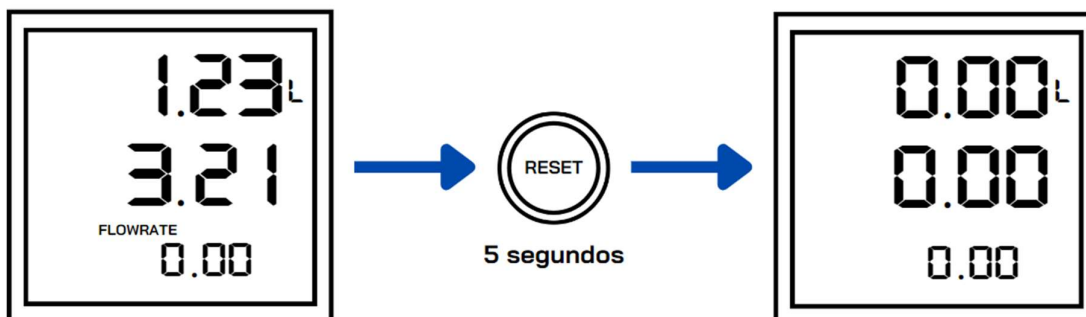 1.23 L
3.21
FLOWRATE
0.00
RESET
5 segundos
0.00 L
0.00
0.00